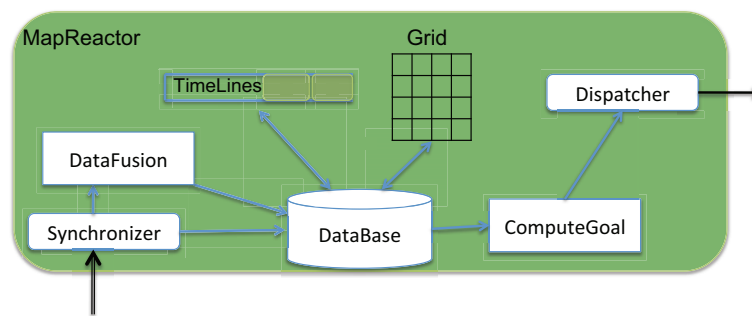 MapReactor
Grid
TimeLines
Dispatcher
DataFusion
Synchronizer
DataBase
ComputeGoal